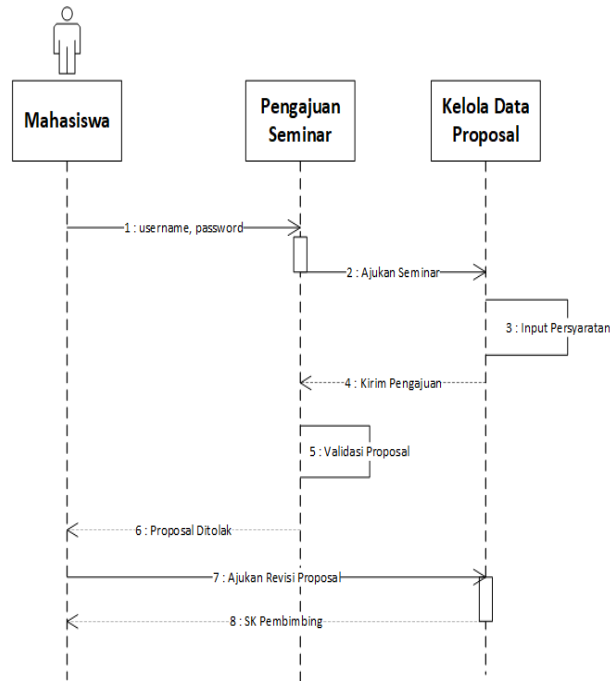 Mahasiswa
Pengajuan
Seminar
Kelola Data
Proposal
1 : username, password
2 : Ajukan Seminar
3 : Input Persyaratan
4 : Kirim Pengajuan
5 : Validasi Proposal
6 : Proposal Ditolak
7 : Ajukan Revisi Proposal
8 : SK Pembimbing